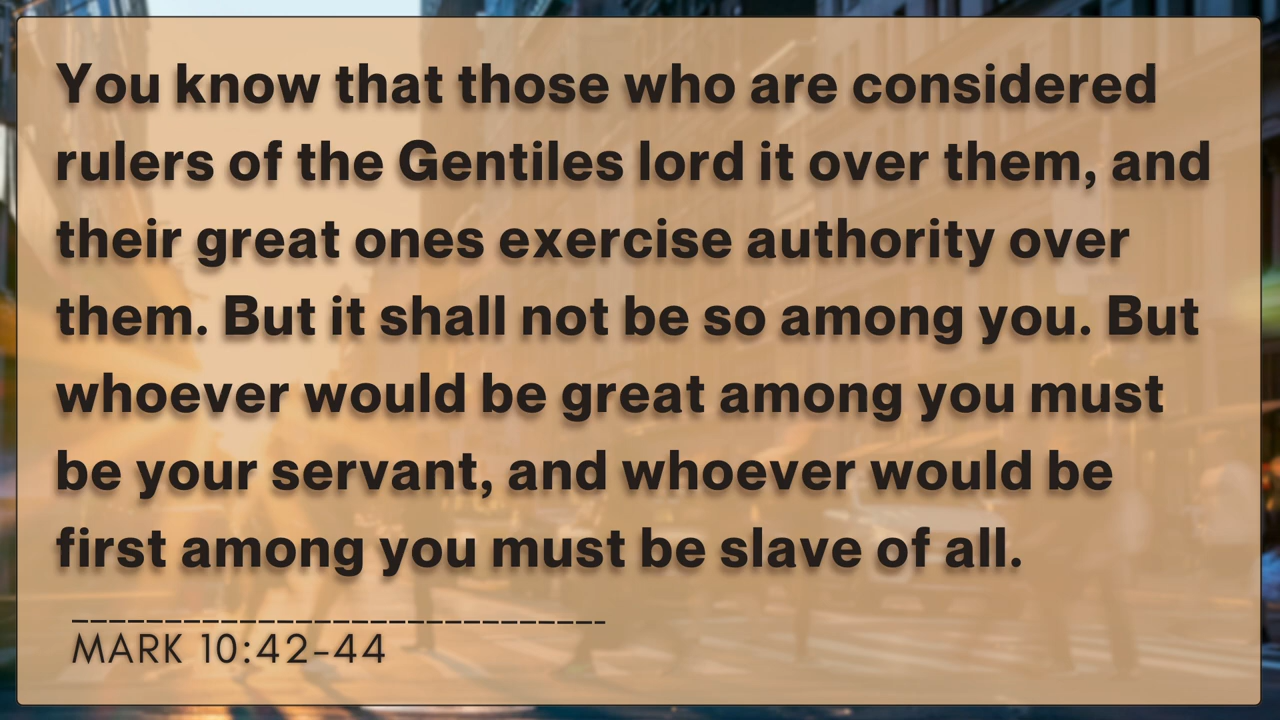 You know that those who are considered
rulers of the Gentiles lord it over them, and
their great ones exercise authority over
them. But it shall not be so among you. But
whoever would be great among you must
be your servant, and whoever would be
first among you must be slave of all.
MARK 10:42–44